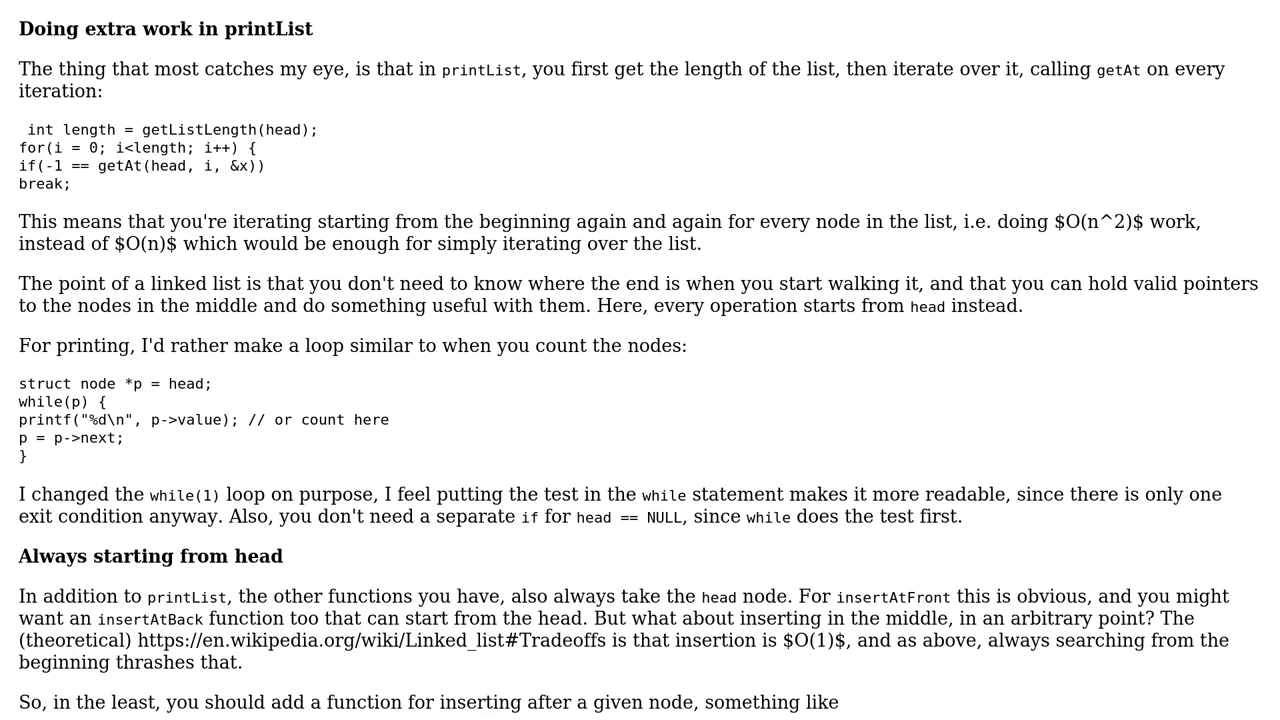 Doing extra work in printList
The thing that most catches my eye, is that in printList, you first get the length of the list, then iterate over it, calling getAt on every
iteration:
int length = getListLength(head);
for(i = 0; i<length; i++) {
if(-1 == getAt(head, i, &x))
break;
This means that you're iterating starting from the beginning again and again for every node in the list, i.e. doing $O(n^2)$ work,
instead of $O(n)$ which would be enough for simply iterating over the list.
The point of a linked list is that you don't need to know where the end is when you start walking it, and that you can hold valid pointers
to the nodes in the middle and do something useful with them. Here, every operation starts from head instead.
For printing, I'd rather make a loop similar to when you count the nodes:
struct node *p = head;
while(p) {
printf("%d\n", p->value); // or count here
p = p->next;
}
I changed the while(1) loop on purpose, I feel putting the test in the while statement makes it more readable, since there is only one
exit condition anyway. Also, you don't need a separate if for head == NULL, since while does the test first.
Always starting from head
In addition to printList, the other functions you have, also always take the head node. For insertAtFront this is obvious, and you might
want an insertAtBack function too that can start from the head. But what about inserting in the middle, in an arbitrary point? The
(theoretical) https://en.wikipedia.org/wiki/Linked_list#Tradeoffs is that insertion is $O(1)$, and as above, always searching from the
beginning thrashes that.
So, in the least, you should add a function for inserting after a given node, something like